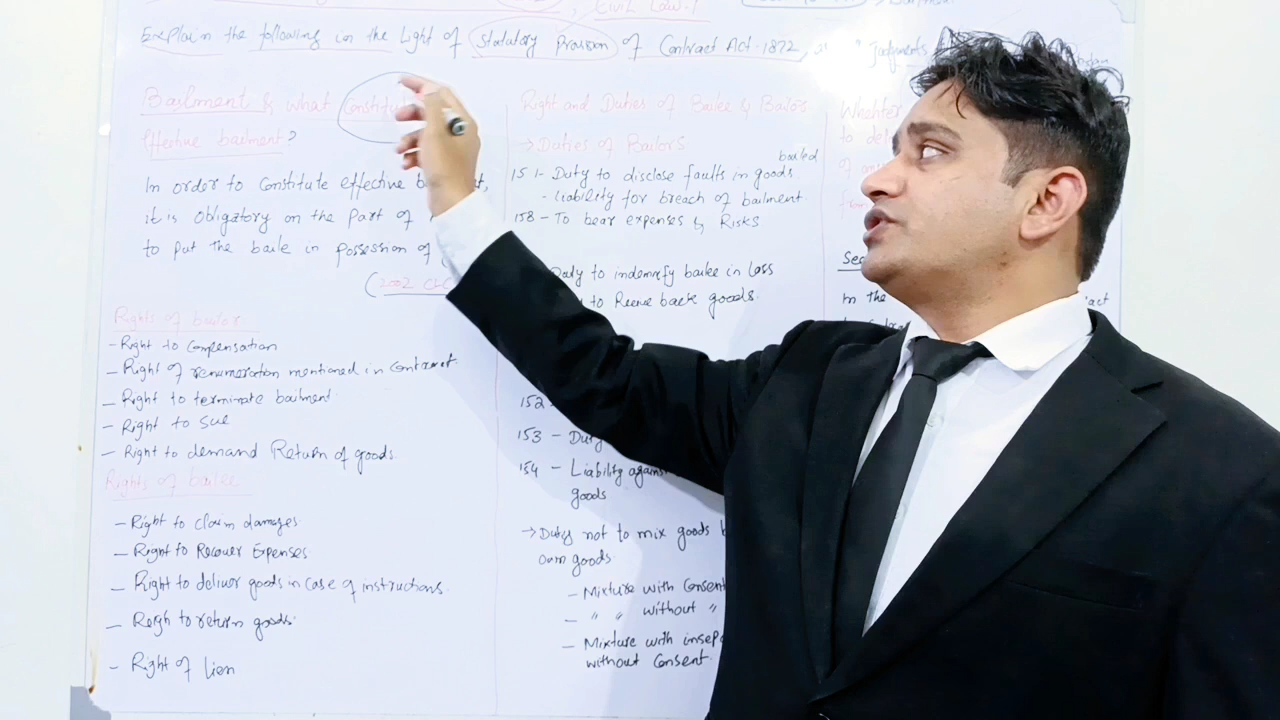 Civil Law-I
Explain the following in the Light of Statutory Provision of Contract Act 1872, Judgments
Bailment & what Constitu
Effective bailment?
In order to Constitute effective
it is Obligatory on the Part of
to put the baile in Possession of
(2002 CLC
Rights of bailor
- Right to Compensation
- Right of renumeration mentioned in Contract.
- Right to terminate bailment.
- Right to sue
- Right to demand Return of goods.
Rights of bailee
- Right to claim damages
- Right to Recover Expenses
- Right to deliver goods in case of instructions.
- Right to return goods.
- Right of Lien
Right and Duties of Bailee & Bailors
→ Duties of Bailors
bailed
151- Duty to disclose faults in goods
- Liability for breach of bailment
158- To bear expenses & Risks
Duty to indemnify bailee in Loss
to Receive back goods.
152
153 - Duty
154 - Liability against
goods
→ Duty not to mix goods
own goods
- Mixture with Consent
- " " without "
- Mixture with insep
without Consent.
to
of
In the